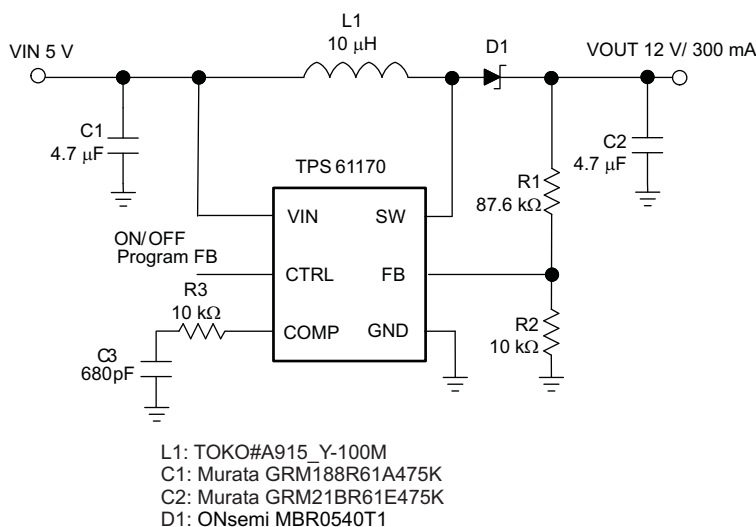 L1
10 μH
D1
VIN 5 V
VOUT 12 V/ 300 mA
C1
4.7 μF
C2
4.7 μF
TPS 61170
R1
87.6 kΩ
VIN
SW
ON/OFF
Program FB
CTRL
FB
R3
10 kΩ
COMP
GND
R2
10 kΩ
C3
680pF
L1: TOKO#A915_Y-100M
C1: Murata GRM188R61A475K
C2: Murata GRM21BR61E475K
D1: ONsemi MBR0540T1